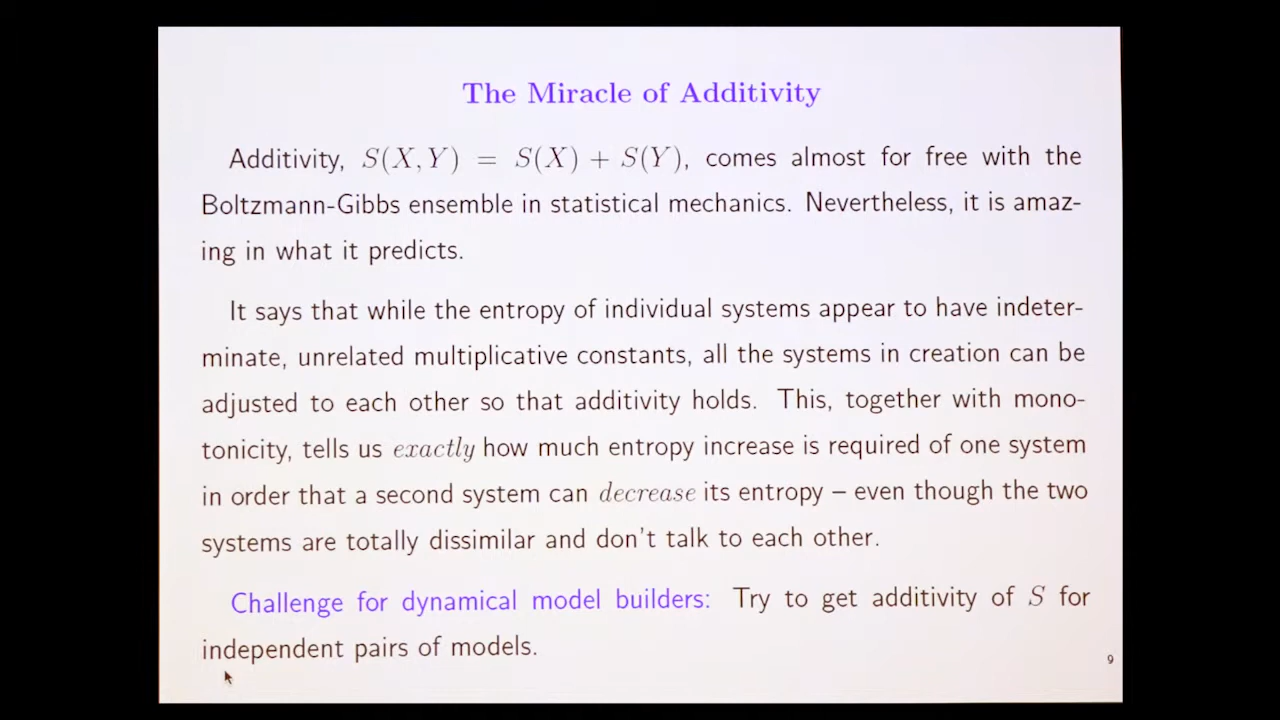 The Miracle of Additivity
Additivity, S(X, Y) = S(X) + S(Y), comes almost for free with the
Boltzmann-Gibbs ensemble in statistical mechanics. Nevertheless, it is amaz-
ing in what it predicts.
It says that while the entropy of individual systems appear to have indeter-
minate, unrelated multiplicative constants, all the systems in creation can be
adjusted to each other so that additivity holds. This, together with mono-
tonicity, tells us exactly how much entropy increase is required of one system
in order that a second system can decrease its entropy – even though the two
systems are totally dissimilar and don't talk to each other.
Challenge for dynamical model builders: Try to get additivity of S for
independent pairs of models.
9